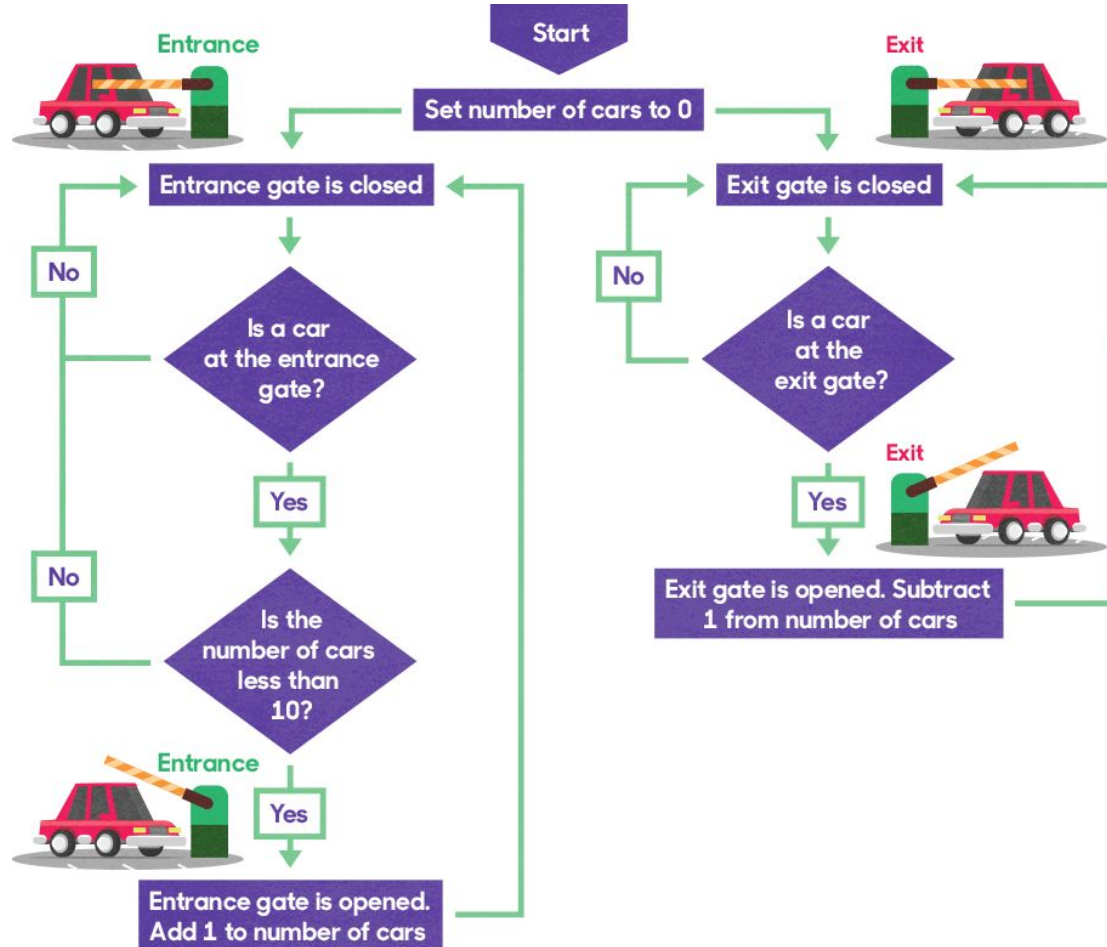 Start
Entrance
Exit
Set number of cars to 0
Entrance gate is closed
Exit gate is closed
No
No
Is a car
at the entrance
gate?
Is a car
at the
exit gate?
Yes
Exit
Yes
No
Exit gate is opened. Subtract
1 from number of cars
Is the
number of cars
less than
10?
Entrance
Yes
Entrance gate is opened.
Add 1 to number of cars